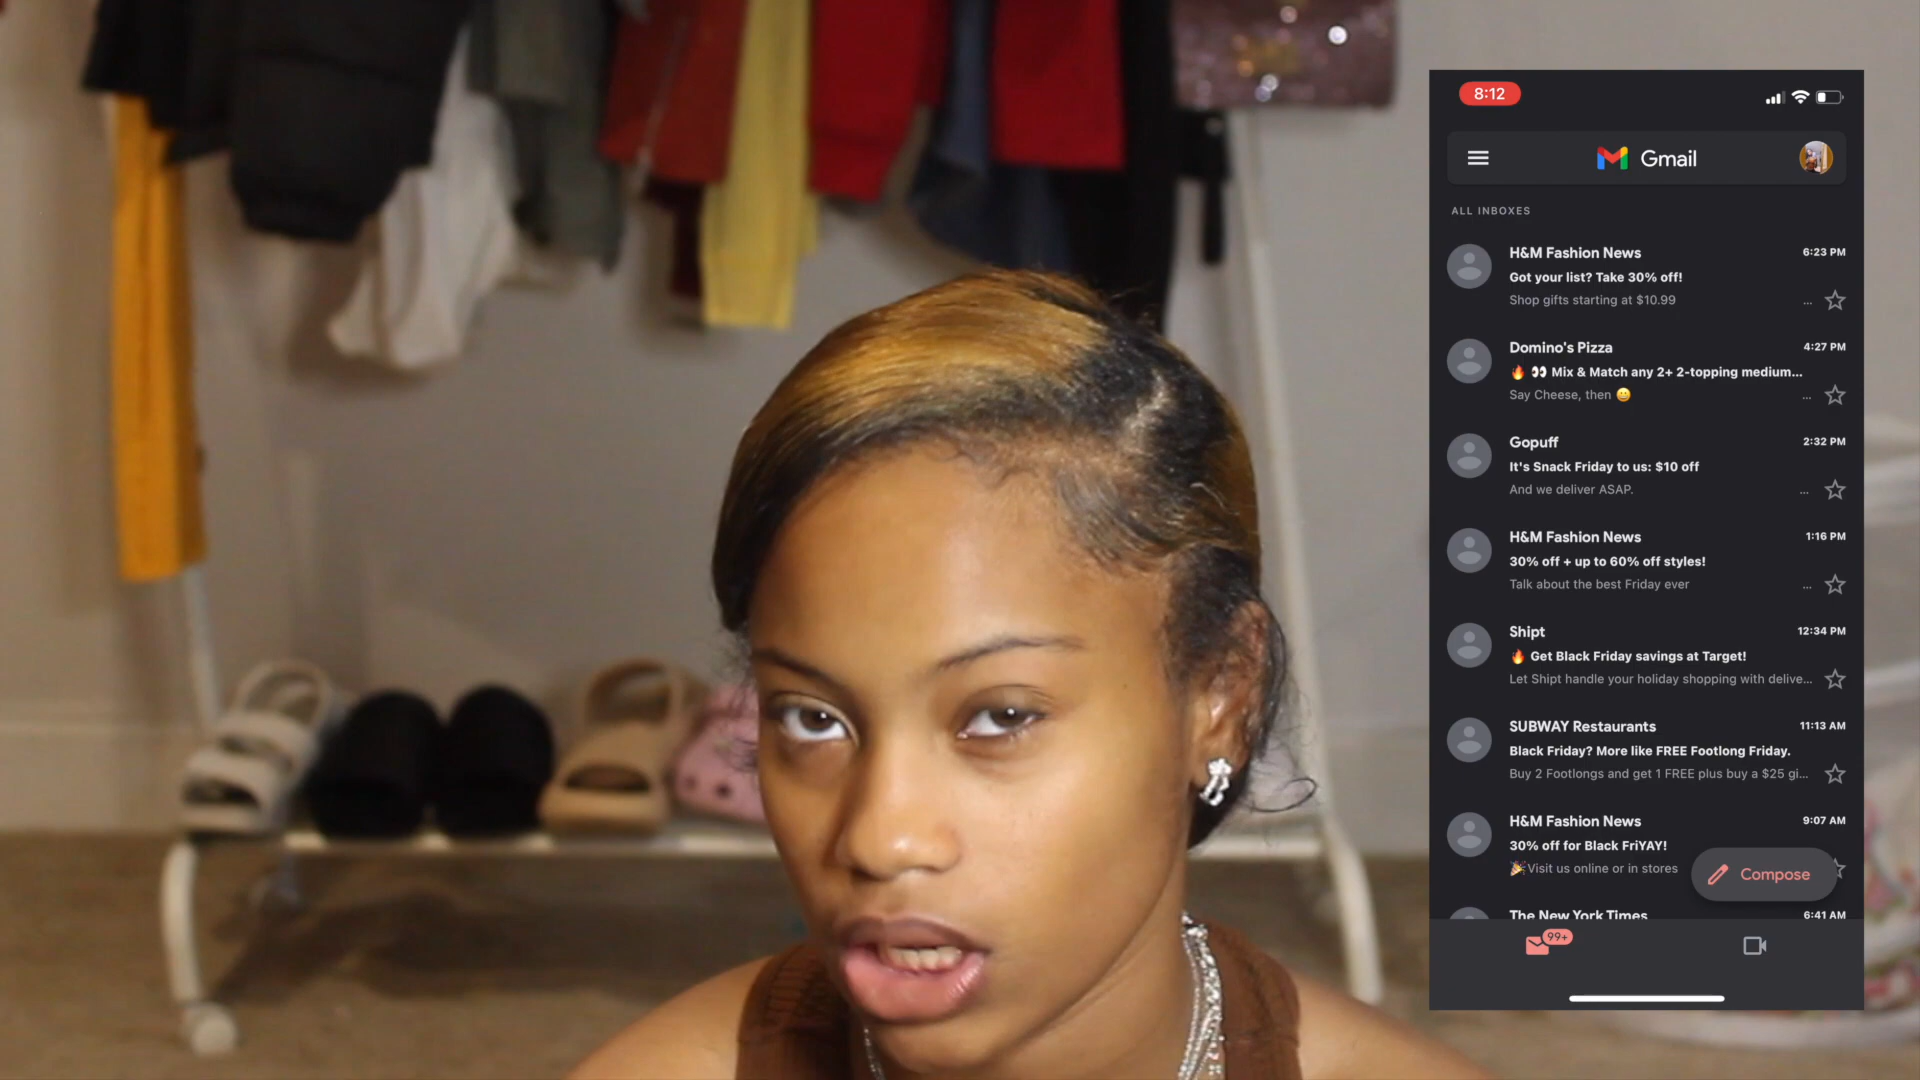 8:12
Gmail
ALL INBOXES
H&M Fashion News 6:23 PM
Got your list? Take 30% off!
Shop gifts starting at $10.99 ...
Domino's Pizza 4:27 PM
🔥 👀 Mix & Match any 2+ 2-topping medium...
Say Cheese, then 😀 ...
Gopuff 2:32 PM
It's Snack Friday to us: $10 off
And we deliver ASAP. ...
H&M Fashion News 1:16 PM
30% off + up to 60% off styles!
Talk about the best Friday ever ...
Shipt 12:34 PM
🔥 Get Black Friday savings at Target!
Let Shipt handle your holiday shopping with delive...
SUBWAY Restaurants 11:13 AM
Black Friday? More like FREE Footlong Friday.
Buy 2 Footlongs and get 1 FREE plus buy a $25 gi...
H&M Fashion News 9:07 AM
30% off for Black FriYAY!
🎉Visit us online or in stores
Compose
The New York Times 6:41 AM
99+